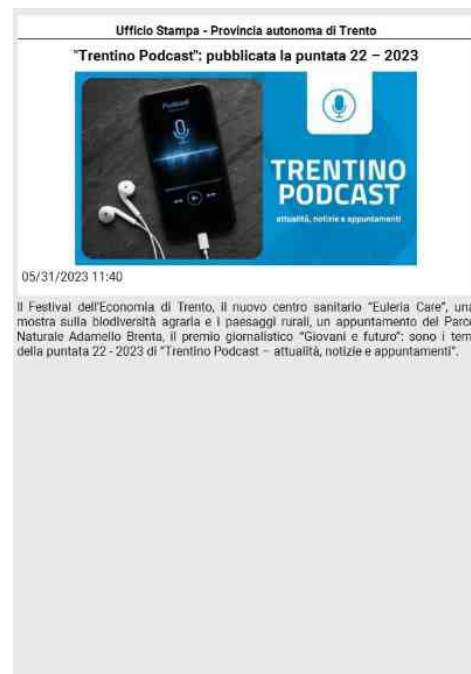 Ufficio Stampa - Provincia autonoma di Trento
"Trentino Podcast": pubblicata la puntata 22 – 2023
Podcast
TRENTINO
PODCAST
attualità, notizie e appuntamenti
05/31/2023 11:40
Il Festival dell'Economia di Trento, il nuovo centro sanitario "Euleria Care", una
mostra sulla biodiversità agraria e i paesaggi rurali, un appuntamento del Parco
Naturale Adamello Brenta, il premio giornalistico "Giovani e futuro": sono i tem
della puntata 22 - 2023 di "Trentino Podcast – attualità, notizie e appuntamenti".